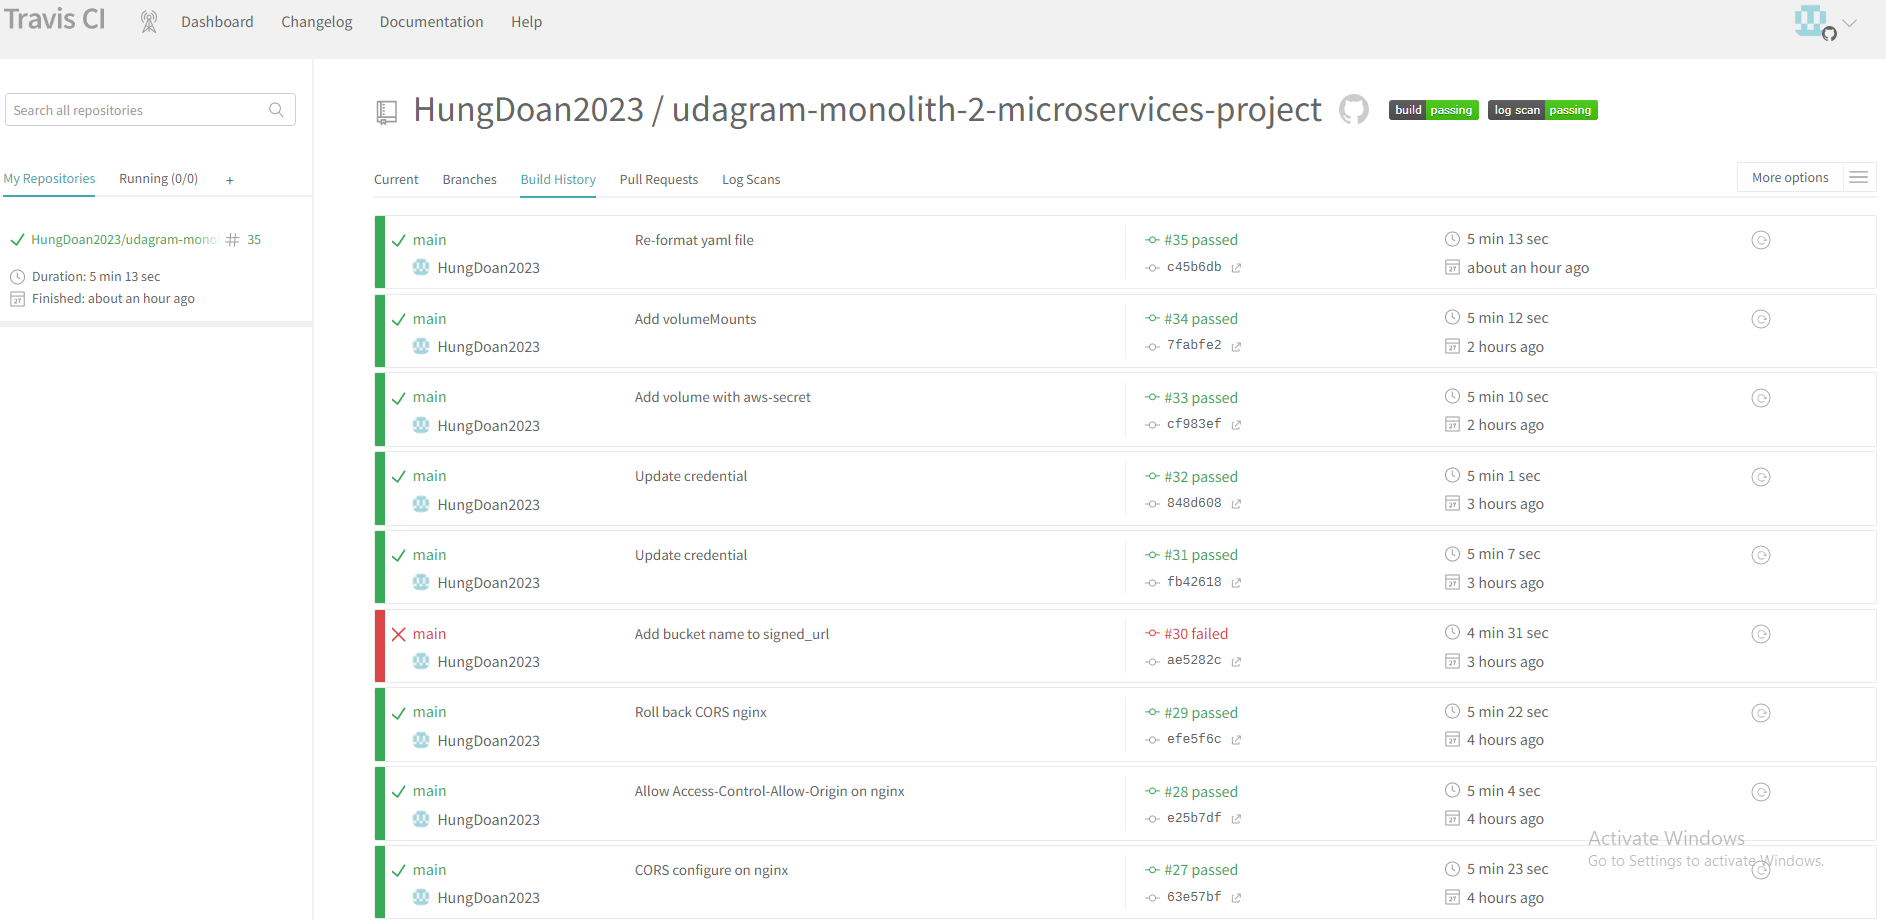 Travis CI Dashboard Changelog Documentation Help
Search all repositories
My Repositories Running (0/0) +
HungDoan2023/udagram-mono # 35
Duration: 5 min 13 sec
Finished: about an hour ago
HungDoan2023 / udagram-monolith-2-microservices-project build passing log scan passing
Current Branches Build History Pull Requests Log Scans More options
main Re-format yaml file #35 passed 5 min 13 sec
HungDoan2023 c45b6db 27 about an hour ago
main Add volumeMounts #34 passed 5 min 12 sec
HungDoan2023 7fabfe2 27 2 hours ago
main Add volume with aws-secret #33 passed 5 min 10 sec
HungDoan2023 cf983ef 27 2 hours ago
main Update credential #32 passed 5 min 1 sec
HungDoan2023 848d608 27 3 hours ago
main Update credential #31 passed 5 min 7 sec
HungDoan2023 fb42618 27 3 hours ago
main Add bucket name to signed_url #30 failed 4 min 31 sec
HungDoan2023 ae5282c 27 3 hours ago
main Roll back CORS nginx #29 passed 5 min 22 sec
HungDoan2023 efe5f6c 27 4 hours ago
main Allow Access-Control-Allow-Origin on nginx #28 passed 5 min 4 sec
HungDoan2023 e25b7df 27 4 hours ago
main CORS configure on nginx #27 passed 5 min 23 sec
HungDoan2023 63e57bf 27 4 hours ago
Activate Windows
Go to Settings to activate Windows.